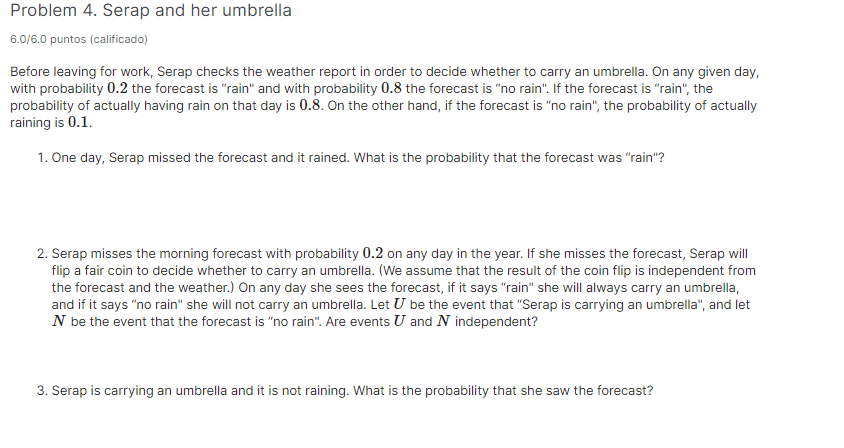 Problem 4. Serap and her umbrella
6.0/6.0 puntos (calificado)
Before leaving for work, Serap checks the weather report in order to decide whether to carry an umbrella. On any given day,
with probability 0.2 the forecast is "rain" and with probability 0.8 the forecast is "no rain". If the forecast is "rain", the
probability of actually having rain on that day is 0.8. On the other hand, if the forecast is "no rain", the probability of actually
raining is 0.1.
1. One day, Serap missed the forecast and it rained. What is the probability that the forecast was "rain"?
2. Serap misses the morning forecast with probability 0.2 on any day in the year. If she misses the forecast, Serap will
flip a fair coin to decide whether to carry an umbrella. (We assume that the result of the coin flip is independent from
the forecast and the weather.) On any day she sees the forecast, if it says "rain" she will always carry an umbrella,
and if it says "no rain" she will not carry an umbrella. Let U be the event that "Serap is carrying an umbrella", and let
N be the event that the forecast is "no rain". Are events U and N independent?
3. Serap is carrying an umbrella and it is not raining. What is the probability that she saw the forecast?